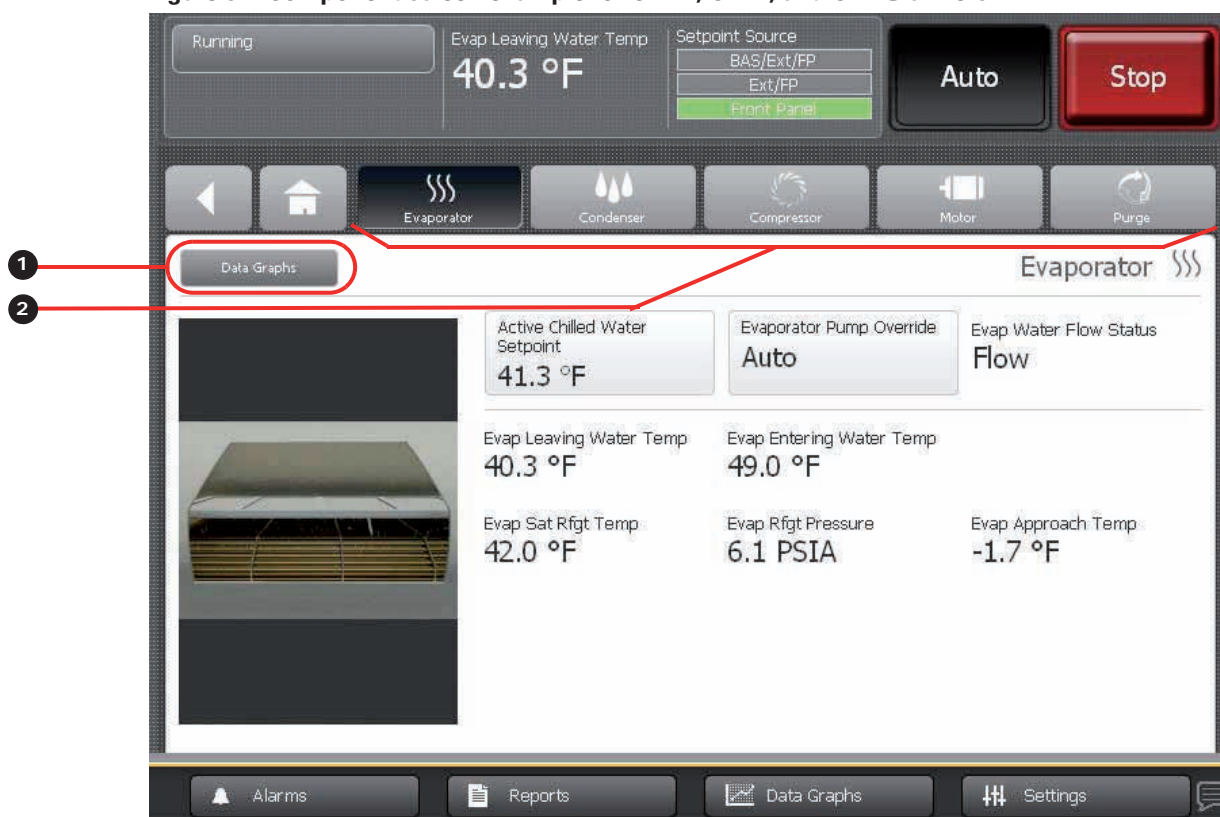 Running
Evap Leaving Water Temp
40.3 °F
Setpoint Source
BAS/Ext/FP
Ext/FP
Front Panel
Auto
Stop
Evaporator
Condenser
Compressor
Motor
Purge
1
Data Graphs
Evaporator
2
Active Chilled Water
Setpoint
41.3 °F
Evaporator Pump Override
Auto
Evap Water Flow Status
Flow
Evap Leaving Water Temp
40.3 °F
Evap Entering Water Temp
49.0 °F
Evap Sat Rfgt Temp
42.0 °F
Evap Rfgt Pressure
6.1 PSIA
Evap Approach Temp
-1.7 °F
Alarms
Reports
Data Graphs
Settings